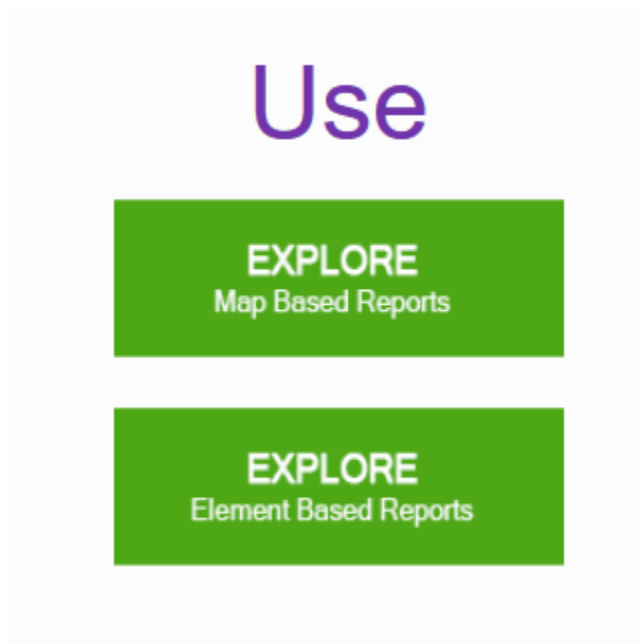 Use
EXPLORE
Map Based Reports
EXPLORE
Element Based Reports